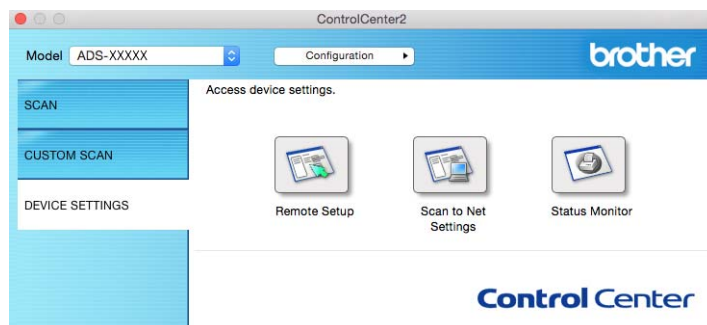 ControlCenter2
Model ADS-XXXXX Configuration brother
SCAN
CUSTOM SCAN
DEVICE SETTINGS
Access device settings.
Remote Setup
Scan to Net
Settings
Status Monitor
Control Center